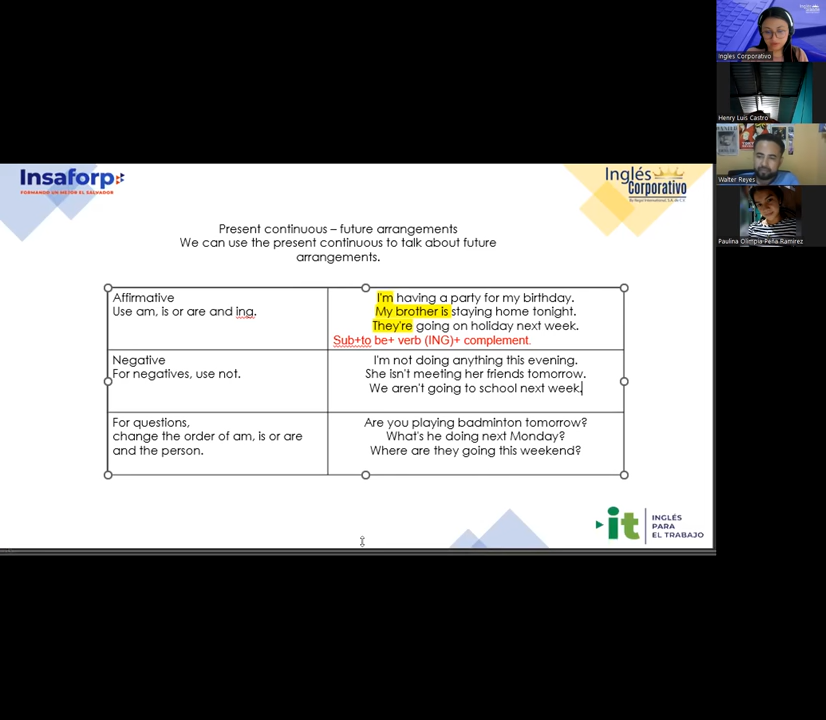 Inglés Corporativo
Henry Luis Castro
Walter Reyes
Paulina Olimpia Peña Ramirez
Insaforp
FORMANDO UN MEJOR EL SALVADOR
Inglés
Corporativo
Present continuous – future arrangements
We can use the present continuous to talk about future
arrangements.
Affirmative
Use am, is or are and ing.
I'm having a party for my birthday.
My brother is staying home tonight.
They're going on holiday next week.
Sub+to be+ verb (ING)+ complement.
Negative
For negatives, use not.
I'm not doing anything this evening.
She isn't meeting her friends tomorrow.
We aren't going to school next week.
For questions,
change the order of am, is or are
and the person.
Are you playing badminton tomorrow?
What's he doing next Monday?
Where are they going this weekend?
it
INGLÉS
PARA
EL TRABAJO